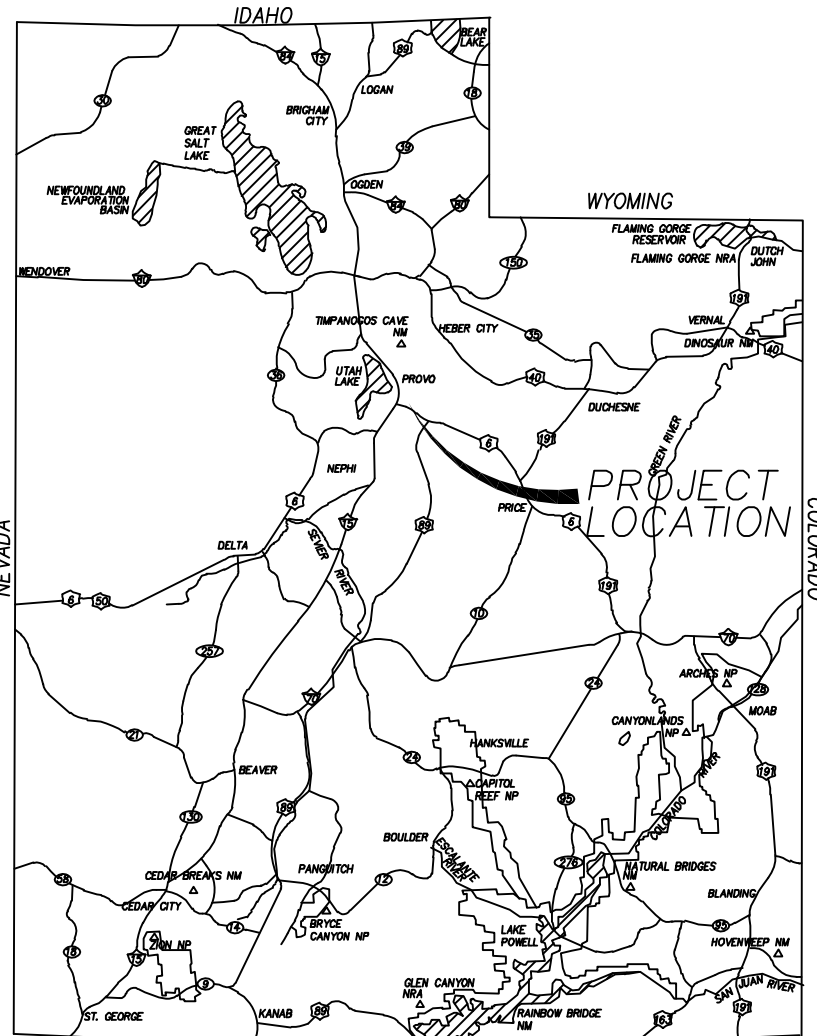 IDAHO
BEAR
LAKE
84
15
89
LOGAN
30
BRIGHAM
CITY
18
GREAT
SALT
LAKE
39
OGDEN
NEWFOUNDLAND
EVAPORATION
BASIN
84
80
WYOMING
FLAMING GORGE
RESERVOIR
FLAMING GORGE NRA
DUTCH
JOHN
WENDOVER
80
150
191
TIMPANOGOS CAVE
NM
HEBER CITY
35
VERNAL
DINOSAUR NM
40
UTAH
LAKE
PROVO
36
40
DUCHESNE
6
191
GREEN RIVER
NEPHI
PROJECT
LOCATION
6
PRICE
6
15
89
DELTA
SEVIER
RIVER
NEVADA
COLORADO
6
50
191
10
257
70
ARCHES NP
128
MOAB
24
70
CANYONLANDS
NP
21
HANKSVILLE
24
BEAVER
CAPITOL
REEF NP
COLORADO
RIVER
191
95
130
89
BOULDER
ESCALANTE
RIVER
276
NATURAL BRIDGES
NM
PANGUITCH
56
CEDAR BREAKS NM
12
BLANDING
CEDAR CITY
14
BRYCE
CANYON NP
95
LAKE
POWELL
HOVENWEEP NM
ZION NP
18
15
9
GLEN CANYON
NRA
SAN JUAN RIVER
ST. GEORGE
KANAB
89
RAINBOW BRIDGE
NM
163
191